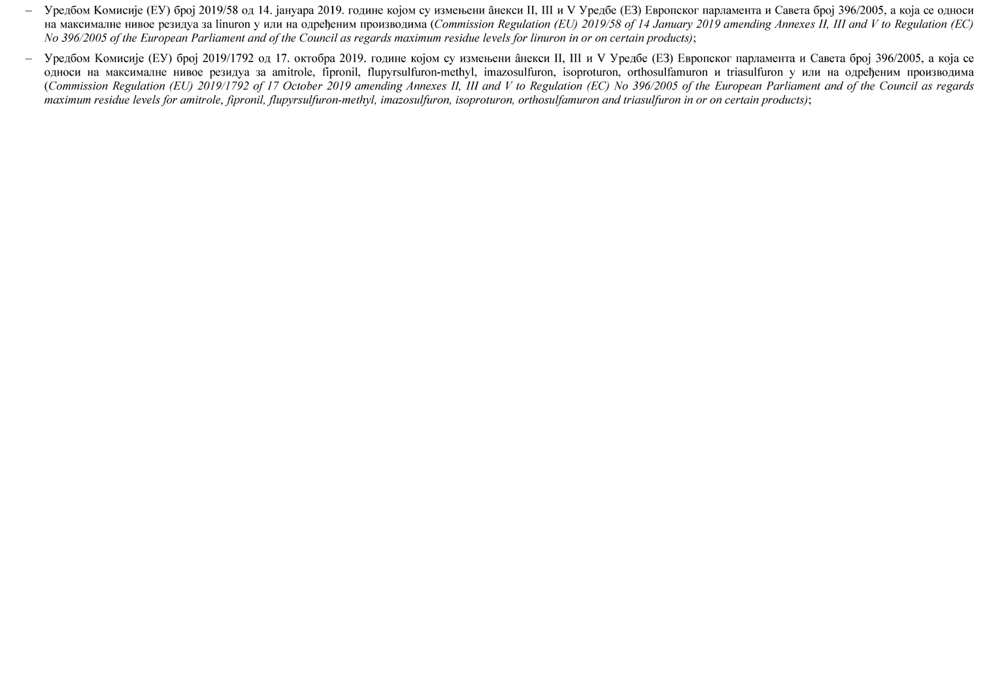 – Уредбом Комисије (ЕУ) број 2019/58 од 14. јануара 2019. године којом су измењени âнекси II, III и V Уредбе (ЕЗ) Европског парламента и Савета број 396/2005, а која се односи
на максималне нивое резидуа за linuron у или на одређеним производима (Commission Regulation (EU) 2019/58 of 14 January 2019 amending Annexes II, III and V to Regulation (EC)
No 396/2005 of the European Parliament and of the Council as regards maximum residue levels for linuron in or on certain products);
– Уредбом Комисије (ЕУ) број 2019/1792 од 17. октобра 2019. године којом су измењени âнекси II, III и V Уредбе (ЕЗ) Европског парламента и Савета број 396/2005, а која се
односи на максималне нивое резидуа за amitrole, fipronil, flupyrsulfuron-methyl, imazosulfuron, isoproturon, orthosulfamuron и triasulfuron у или на одређеним производима
(Commission Regulation (EU) 2019/1792 of 17 October 2019 amending Annexes II, III and V to Regulation (EC) No 396/2005 of the European Parliament and of the Council as regards
maximum residue levels for amitrole, fipronil, flupyrsulfuron-methyl, imazosulfuron, isoproturon, orthosulfamuron and triasulfuron in or on certain products);